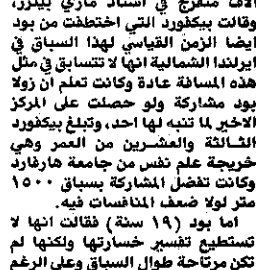 الاف متفرج في استاد ماري بيترز،
وقالت بيكفورد التي اختطفت من بود
ايضا الزمن القياسي لهذا السباق في
ايرلندا الشمالية انها لا تتسابق في مثل
هذه المسافة عادة وكانت تعلم ان زولا
بود مشاركة ولو حصلت على المركز
الاخير لما تنبه لها احد، وتبلغ بيكفورد
الثالثة والعشرين من العمر وهي
خريجة علم نفس من جامعة هارفارد
وكانت تفضل المشاركة بسباق ١٥٠٠
متر لولا ضعف المنافسات فيه.
اما بود (١٩ سنة) فقالت انها لا
تستطيع تفسير خسارتها ولكنها لم
تكن مرتاحة طوال السباق وعلى الرغم